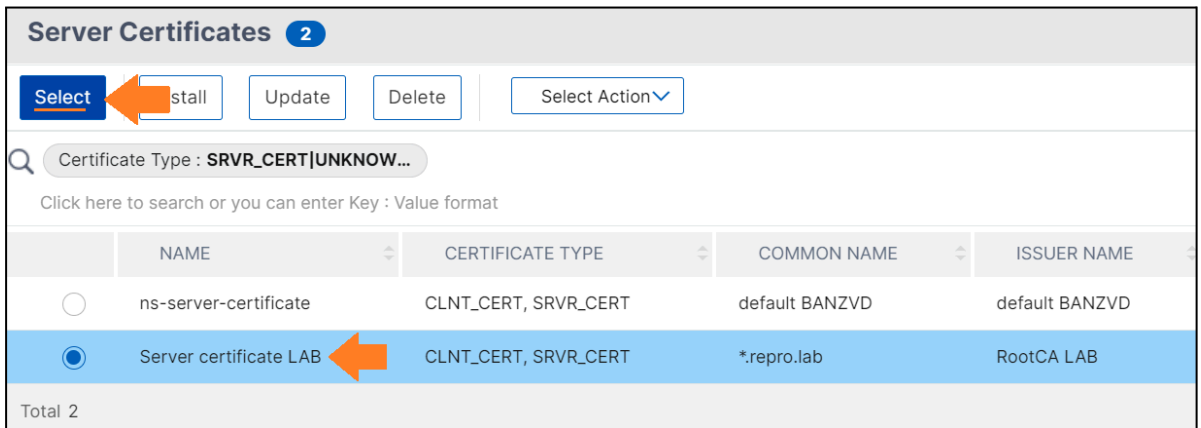 Server Certificates 2
Select stall Update Delete Select Action
Certificate Type : SRVR_CERT|UNKNOW...
Click here to search or you can enter Key : Value format
NAME CERTIFICATE TYPE COMMON NAME ISSUER NAME
ns-server-certificate CLNT_CERT, SRVR_CERT default BANZVD default BANZVD
Server certificate LAB CLNT_CERT, SRVR_CERT *.repro.lab RootCA LAB
Total 2